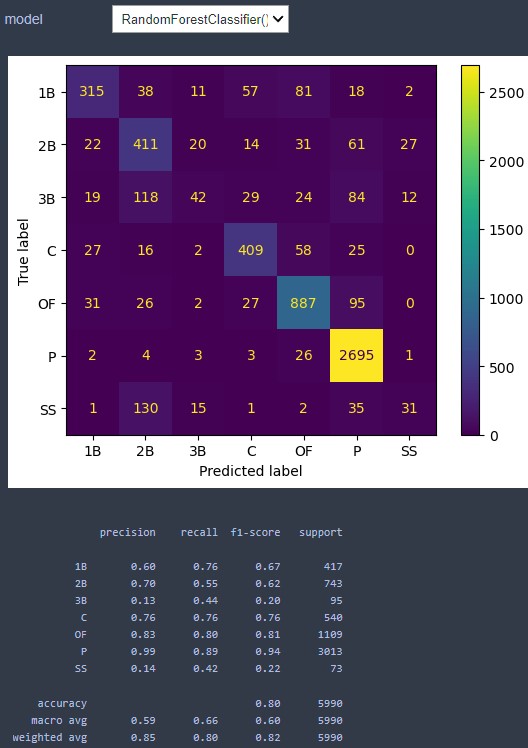 model RandomForestClassifier()
1B 315 38 11 57 81 18 2
2B 22 411 20 14 31 61 27
3B 19 118 42 29 24 84 12
C 27 16 2 409 58 25 0
OF 31 26 2 27 887 95 0
P 2 4 3 3 26 2695 1
SS 1 130 15 1 2 35 31
1B 2B 3B C OF P SS
True label
Predicted label
2500
2000
1500
1000
500
0
precision recall f1-score support
1B 0.60 0.76 0.67 417
2B 0.70 0.55 0.62 743
3B 0.13 0.44 0.20 95
C 0.76 0.76 0.76 540
OF 0.83 0.80 0.81 1109
P 0.99 0.89 0.94 3013
SS 0.14 0.42 0.22 73
accuracy 0.80 5990
macro avg 0.59 0.66 0.60 5990
weighted avg 0.85 0.80 0.82 5990